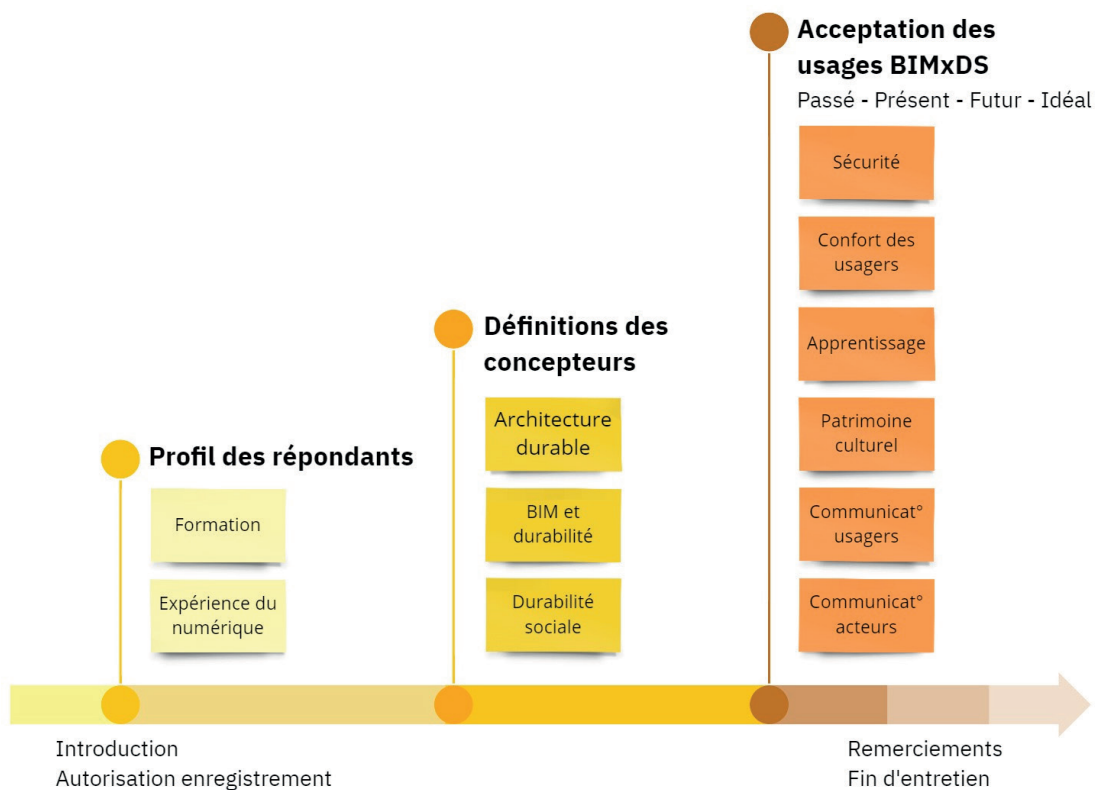 Acceptation des
usages BIMxDS
Passé - Présent - Futur - Idéal
Sécurité
Confort des
usagers
Apprentissage
Patrimoine
culturel
Communicat°
usagers
Communicat°
acteurs
Définitions des
concepteurs
Architecture
durable
BIM et
durabilité
Durabilité
sociale
Profil des répondants
Formation
Expérience du
numérique
Introduction
Autorisation enregistrement
Remerciements
Fin d'entretien